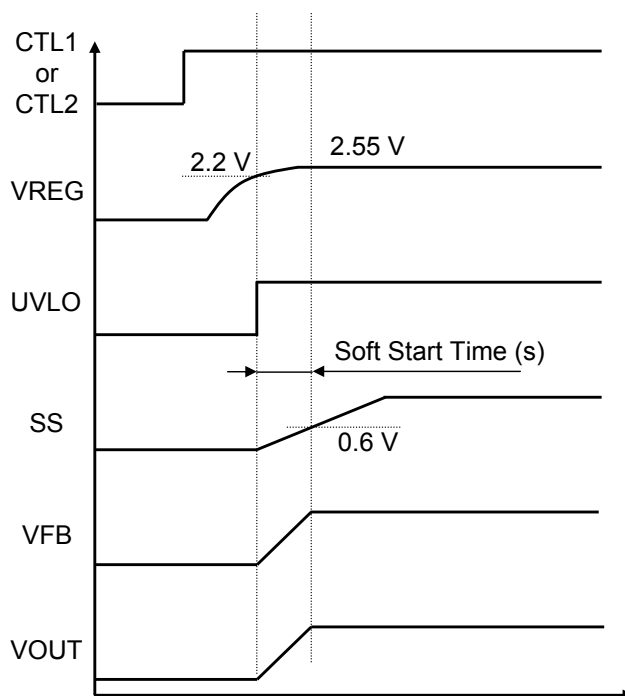 CTL1
or
CTL2
2.2 V
2.55 V
VREG
UVLO
Soft Start Time (s)
SS
0.6 V
VFB
VOUT